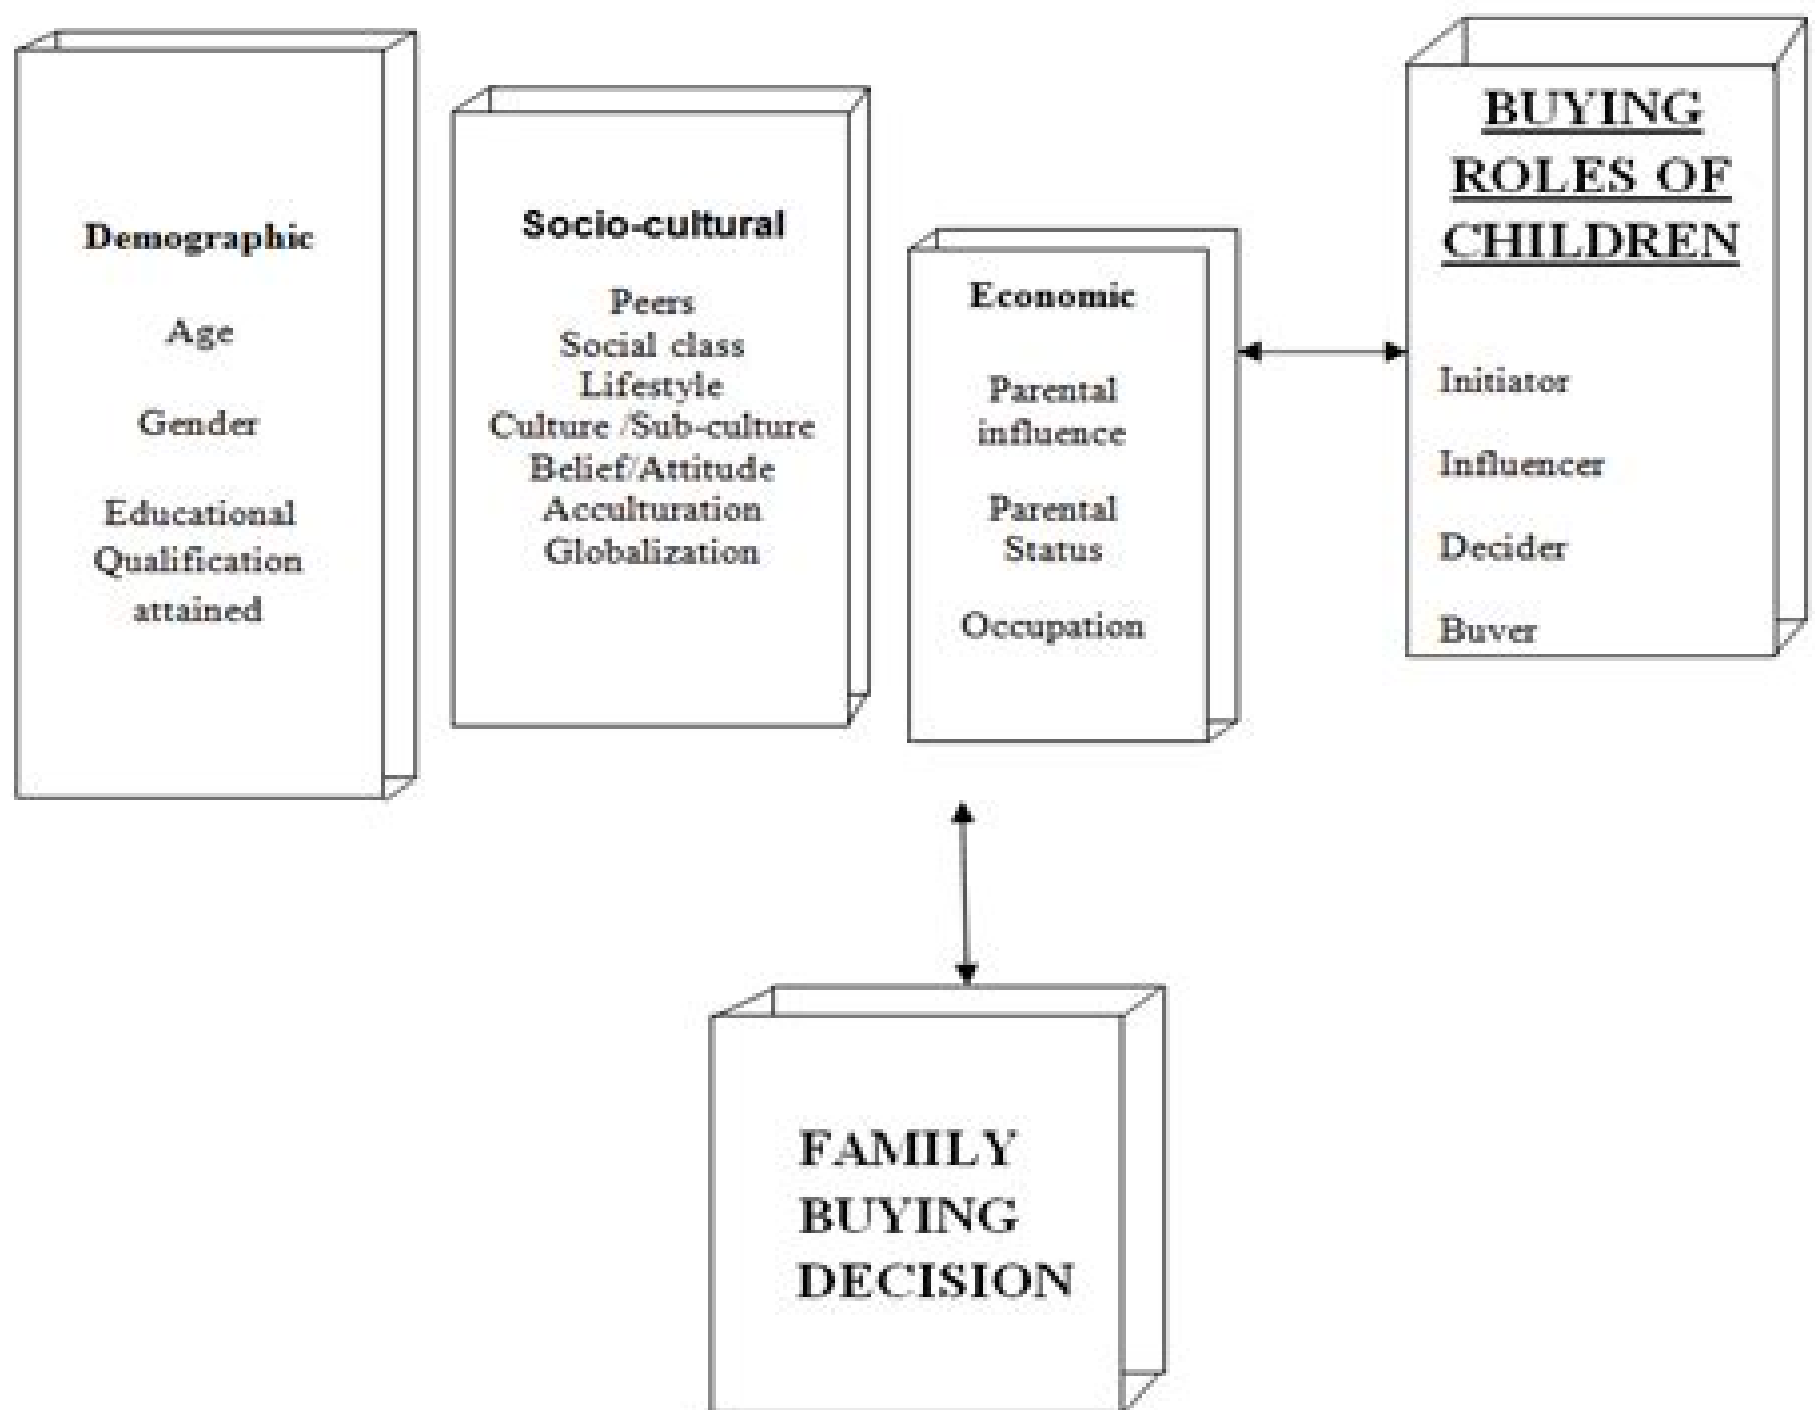 Demographic
Age
Gender
Educational
Qualification
attained
Socio-cultural
Peers
Social class
Lifestyle
Culture /Sub-culture
Belief/Attitude
Acculturation
Globalization
Economic
Parental
influence
Parental
Status
Occupation
BUYING
ROLES OF
CHILDREN
Initiator
Influencer
Decider
Buver
FAMILY
BUYING
DECISION